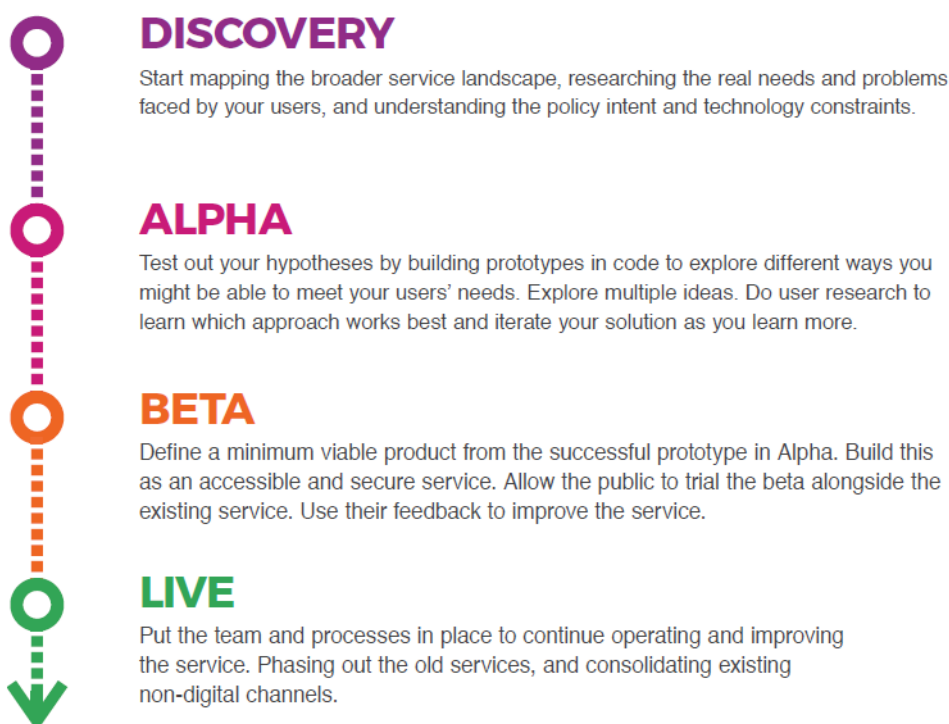 DISCOVERY
Start mapping the broader service landscape, researching the real needs and problems
faced by your users, and understanding the policy intent and technology constraints.
ALPHA
Test out your hypotheses by building prototypes in code to explore different ways you
might be able to meet your users’ needs. Explore multiple ideas. Do user research to
learn which approach works best and iterate your solution as you learn more.
BETA
Define a minimum viable product from the successful prototype in Alpha. Build this
as an accessible and secure service. Allow the public to trial the beta alongside the
existing service. Use their feedback to improve the service.
LIVE
Put the team and processes in place to continue operating and improving
the service. Phasing out the old services, and consolidating existing
non-digital channels.